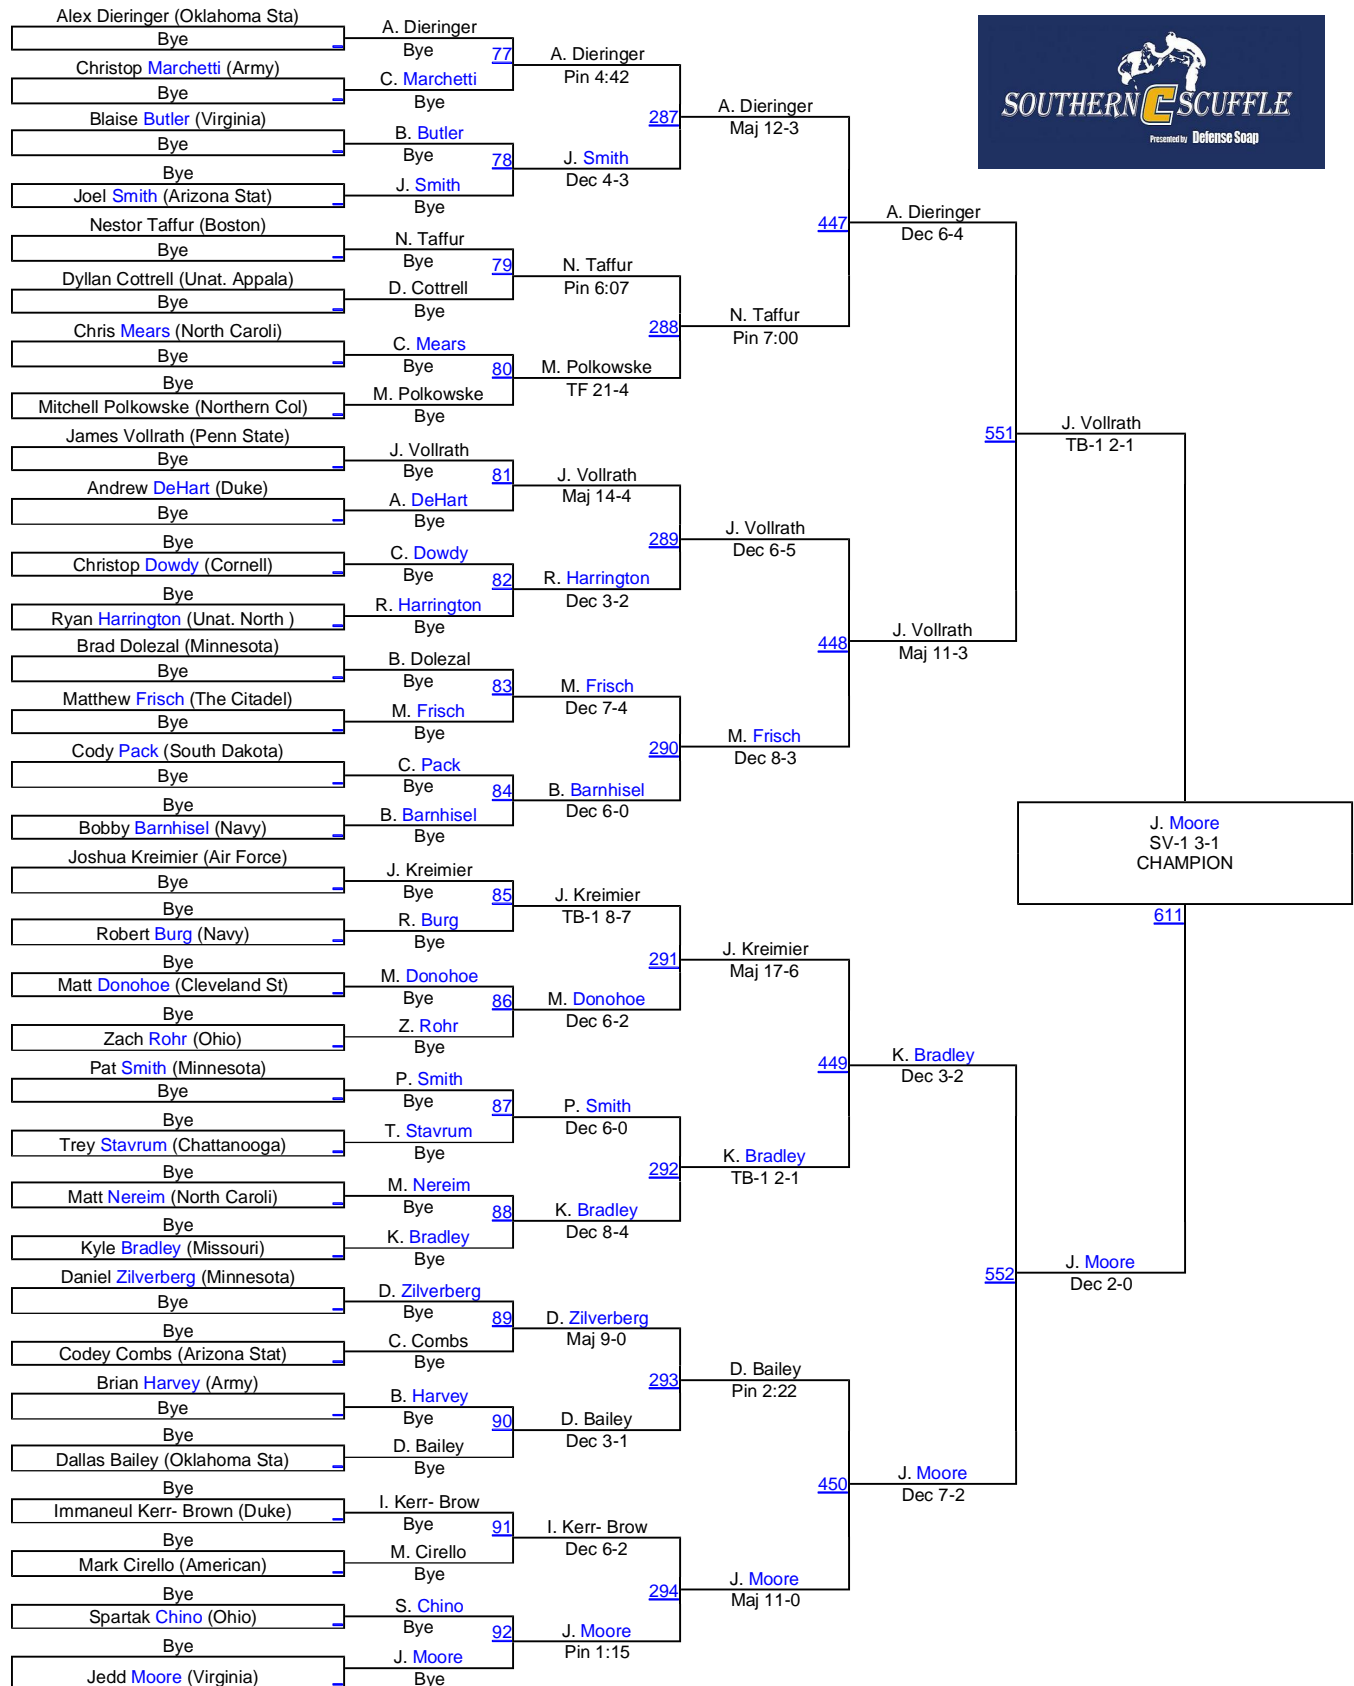 Alex Dieringer (Oklahoma Sta)
Bye
Christop Marchetti (Army)
Bye
Blaise Butler (Virginia)
Bye
Bye
Joel Smith (Arizona Stat)
Nestor Taffur (Boston)
Bye
Dyllan Cottrell (Unat. Appala)
Bye
Chris Mears (North Caroli)
Bye
Bye
Mitchell Polkowske (Northern Col)
James Vollrath (Penn State)
Bye
Andrew DeHart (Duke)
Bye
Bye
Christop Dowdy (Cornell)
Bye
Ryan Harrington (Unat. North )
Brad Dolezal (Minnesota)
Bye
Matthew Frisch (The Citadel)
Bye
Cody Pack (South Dakota)
Bye
Bye
Bobby Barnhisel (Navy)
Joshua Kreimier (Air Force)
Bye
Bye
Robert Burg (Navy)
Bye
Matt Donohoe (Cleveland St)
Bye
Zach Rohr (Ohio)
Pat Smith (Minnesota)
Bye
Bye
Trey Stavrum (Chattanooga)
Bye
Matt Nereim (North Caroli)
Bye
Kyle Bradley (Missouri)
Daniel Zilverberg (Minnesota)
Bye
Bye
Codey Combs (Arizona Stat)
Brian Harvey (Army)
Bye
Bye
Dallas Bailey (Oklahoma Sta)
Bye
Immaneul Kerr- Brown (Duke)
Bye
Mark Cirello (American)
Bye
Spartak Chino (Ohio)
Bye
Jedd Moore (Virginia)
A. Dieringer
Bye
77
C. Marchetti
Bye
B. Butler
Bye
78
J. Smith
Bye
N. Taffur
Bye
79
D. Cottrell
Bye
C. Mears
Bye
80
M. Polkowske
Bye
J. Vollrath
Bye
81
A. DeHart
Bye
C. Dowdy
Bye
82
R. Harrington
Bye
B. Dolezal
Bye
83
M. Frisch
Bye
C. Pack
Bye
84
B. Barnhisel
Bye
J. Kreimier
Bye
85
R. Burg
Bye
M. Donohoe
Bye
86
Z. Rohr
Bye
P. Smith
Bye
87
T. Stavrum
Bye
M. Nereim
Bye
88
K. Bradley
Bye
D. Zilverberg
Bye
89
C. Combs
Bye
B. Harvey
Bye
90
D. Bailey
Bye
I. Kerr- Brow
Bye
91
M. Cirello
Bye
S. Chino
Bye
92
J. Moore
Bye
A. Dieringer
Pin 4:42
287
J. Smith
Dec 4-3
N. Taffur
Pin 6:07
288
M. Polkowske
TF 21-4
J. Vollrath
Maj 14-4
289
R. Harrington
Dec 3-2
M. Frisch
Dec 7-4
290
B. Barnhisel
Dec 6-0
J. Kreimier
TB-1 8-7
291
M. Donohoe
Dec 6-2
P. Smith
Dec 6-0
292
K. Bradley
Dec 8-4
D. Zilverberg
Maj 9-0
293
D. Bailey
Dec 3-1
I. Kerr- Brow
Dec 6-2
294
J. Moore
Pin 1:15
A. Dieringer
Maj 12-3
447
N. Taffur
Pin 7:00
J. Vollrath
Dec 6-5
448
M. Frisch
Dec 8-3
J. Kreimier
Maj 17-6
449
K. Bradley
TB-1 2-1
D. Bailey
Pin 2:22
450
J. Moore
Maj 11-0
A. Dieringer
Dec 6-4
551
J. Vollrath
Maj 11-3
K. Bradley
Dec 3-2
552
J. Moore
Dec 7-2
J. Vollrath
TB-1 2-1
J. Moore
Dec 2-0
J. Moore
SV-1 3-1
CHAMPION
611
SOUTHERN C SCUFFLE
Presented by Defense Soap